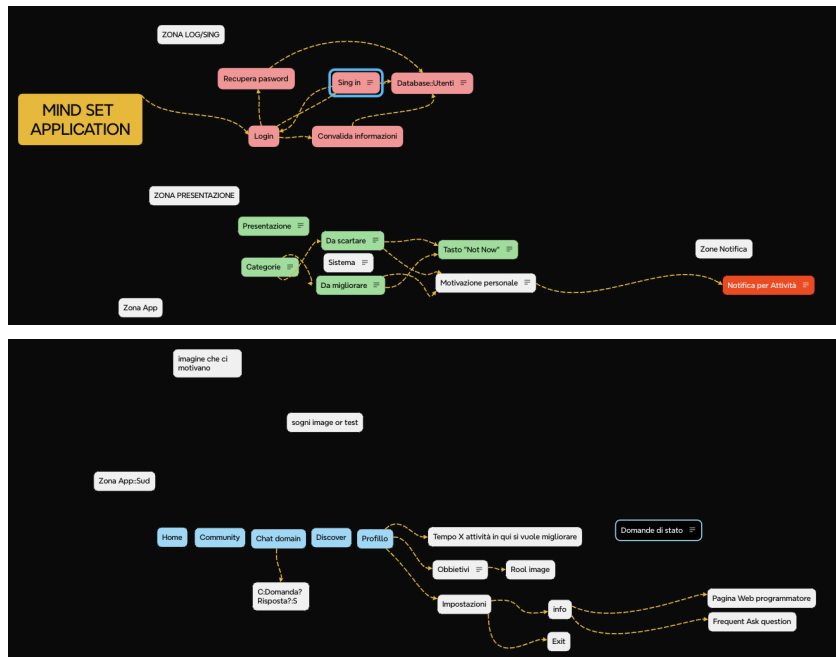 ZONA LOG/SING
Recupera pasword
Sing in
Database::Utenti
MIND SET
APPLICATION
Login
Convalida informazioni
ZONA PRESENTAZIONE
Presentazione
Da scartare
Tasto "Not Now"
Zone Notifica
Categorie
Sistema
Da migliorare
Motivazione personale
Notifica per Attività
Zona App
imagine che ci
motivano
sogni image or test
Zona App::Sud
Home
Community
Chat domain
Discover
Profillo
Tempo X attività in qui si vuole migliorare
Domande di stato
Obbietivi
Rool image
C:Domanda?
Risposta?:S
Impostazioni
info
Pagina Web programmatore
Frequent Ask question
Exit